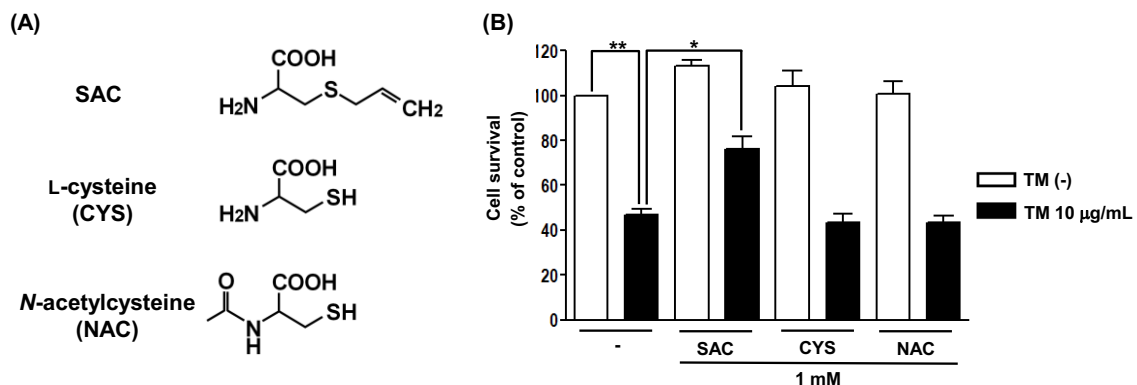 (A)
SAC
COOH
H2N
S
CH2
L-cysteine
(CYS)
COOH
H2N
SH
N-acetylcysteine
(NAC)
O
COOH
N
H
SH
(B)
Cell survival
(% of control)
120
100
80
60
40
20
0
**
*
-
SAC
CYS
NAC
1 mM
TM (-)
TM 10 μg/mL